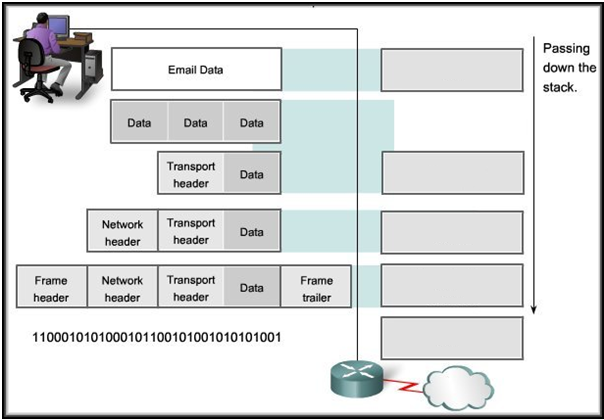 Email Data
Passing
down the
stack.
Data Data Data
Transport
header
Data
Network
header
Transport
header
Data
Frame
header
Network
header
Transport
header
Data
Frame
trailer
1100010101000101100101001010101001